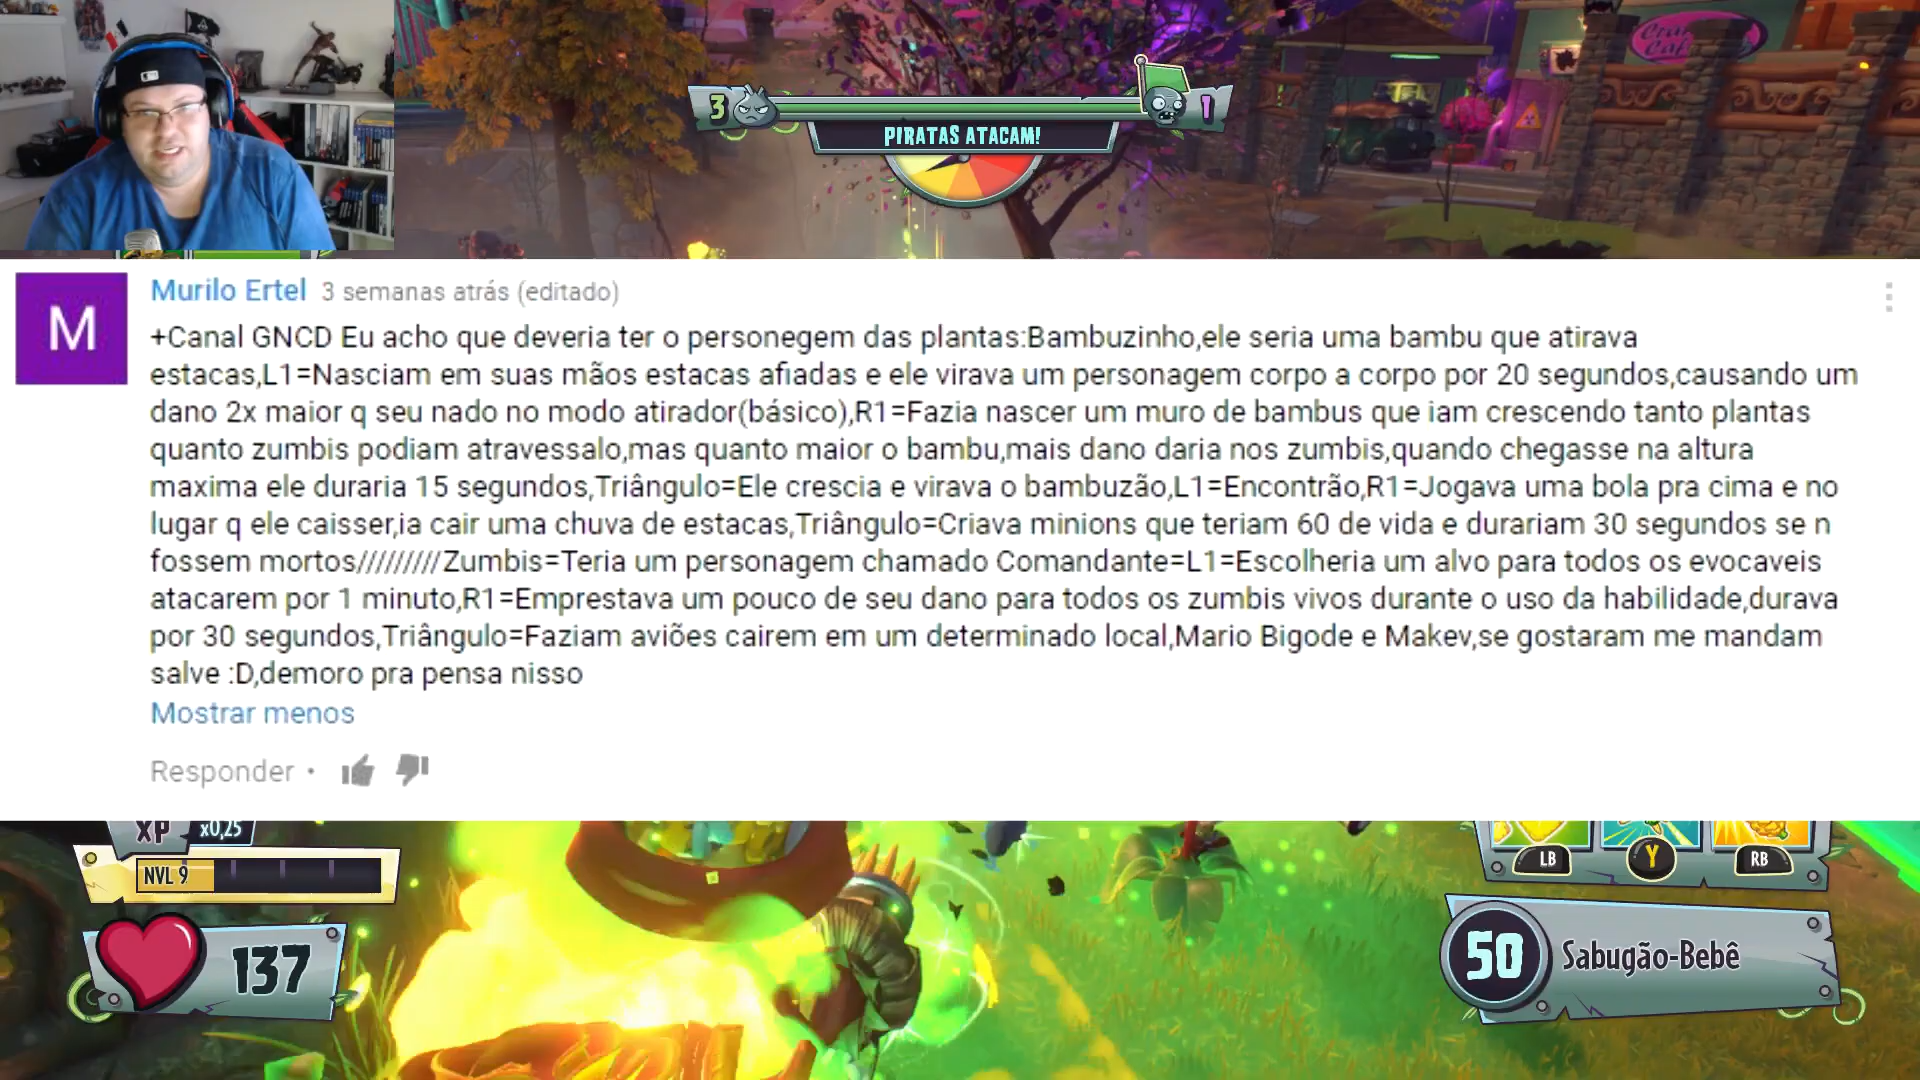 3
1
PIRATAS ATACAM!
M
Murilo Ertel 3 semanas atrás (editado)
+Canal GNCD Eu acho que deveria ter o personegem das plantas:Bambuzinho,ele seria uma bambu que atirava
estacas,L1=Nasciam em suas mãos estacas afiadas e ele virava um personagem corpo a corpo por 20 segundos,causando um
dano 2x maior q seu nado no modo atirador(básico),R1=Fazia nascer um muro de bambus que iam crescendo tanto plantas
quanto zumbis podiam atravessalo,mas quanto maior o bambu,mais dano daria nos zumbis,quando chegasse na altura
maxima ele duraria 15 segundos,Triângulo=Ele crescia e virava o bambuzão,L1=Encontrão,R1=Jogava uma bola pra cima e no
lugar q ele caisser,ia cair uma chuva de estacas,Triângulo=Criava minions que teriam 60 de vida e durariam 30 segundos se n
fossem mortos/////////Zumbis=Teria um personagem chamado Comandante=L1=Escolheria um alvo para todos os evocaveis
atacarem por 1 minuto,R1=Emprestava um pouco de seu dano para todos os zumbis vivos durante o uso da habilidade,durava
por 30 segundos,Triângulo=Faziam aviões cairem em um determinado local,Mario Bigode e Makev,se gostaram me mandam
salve :D,demoro pra pensa nisso
Mostrar menos
Responder •
XP x0,25
NVL 9
137
LB Y RB
50 Sabugão-Bebê